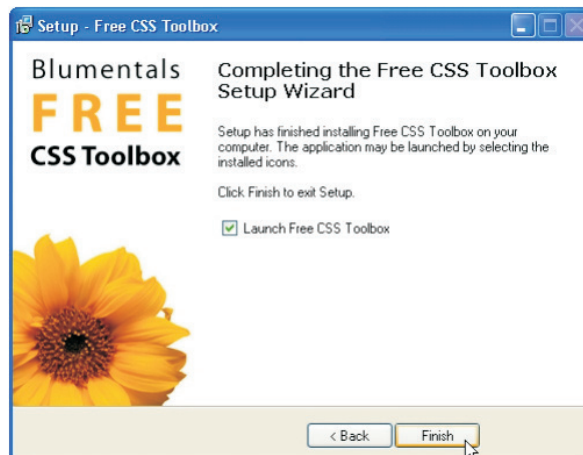 Setup - Free CSS Toolbox
Blumentals
FREE
CSS Toolbox
Completing the Free CSS Toolbox
Setup Wizard
Setup has finished installing Free CSS Toolbox on your
computer. The application may be launched by selecting the
installed icons.
Click Finish to exit Setup.
Launch Free CSS Toolbox
< Back
Finish